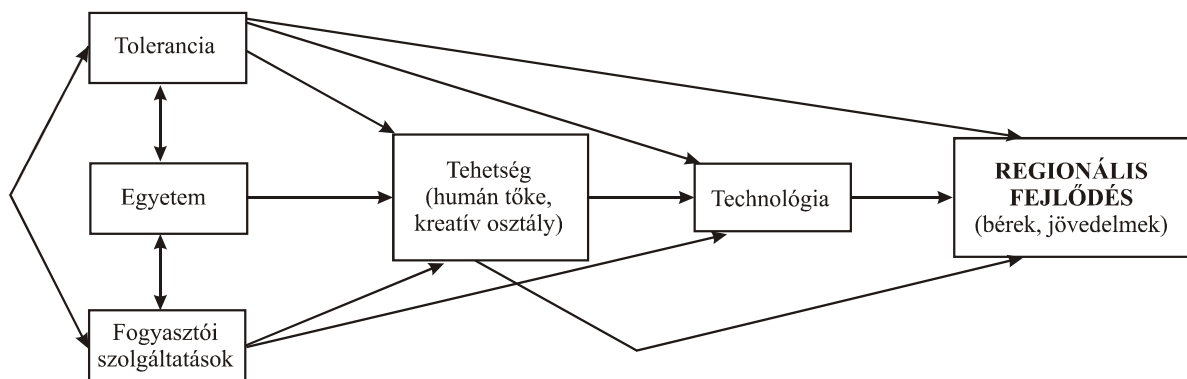 Tolerancia
Egyetem
Fogyasztói
szolgáltatások
Tehetség
(humán tőke,
kreatív osztály)
Technológia
REGIONÁLIS
FEJLŐDÉS
(bérek, jövedelmek)